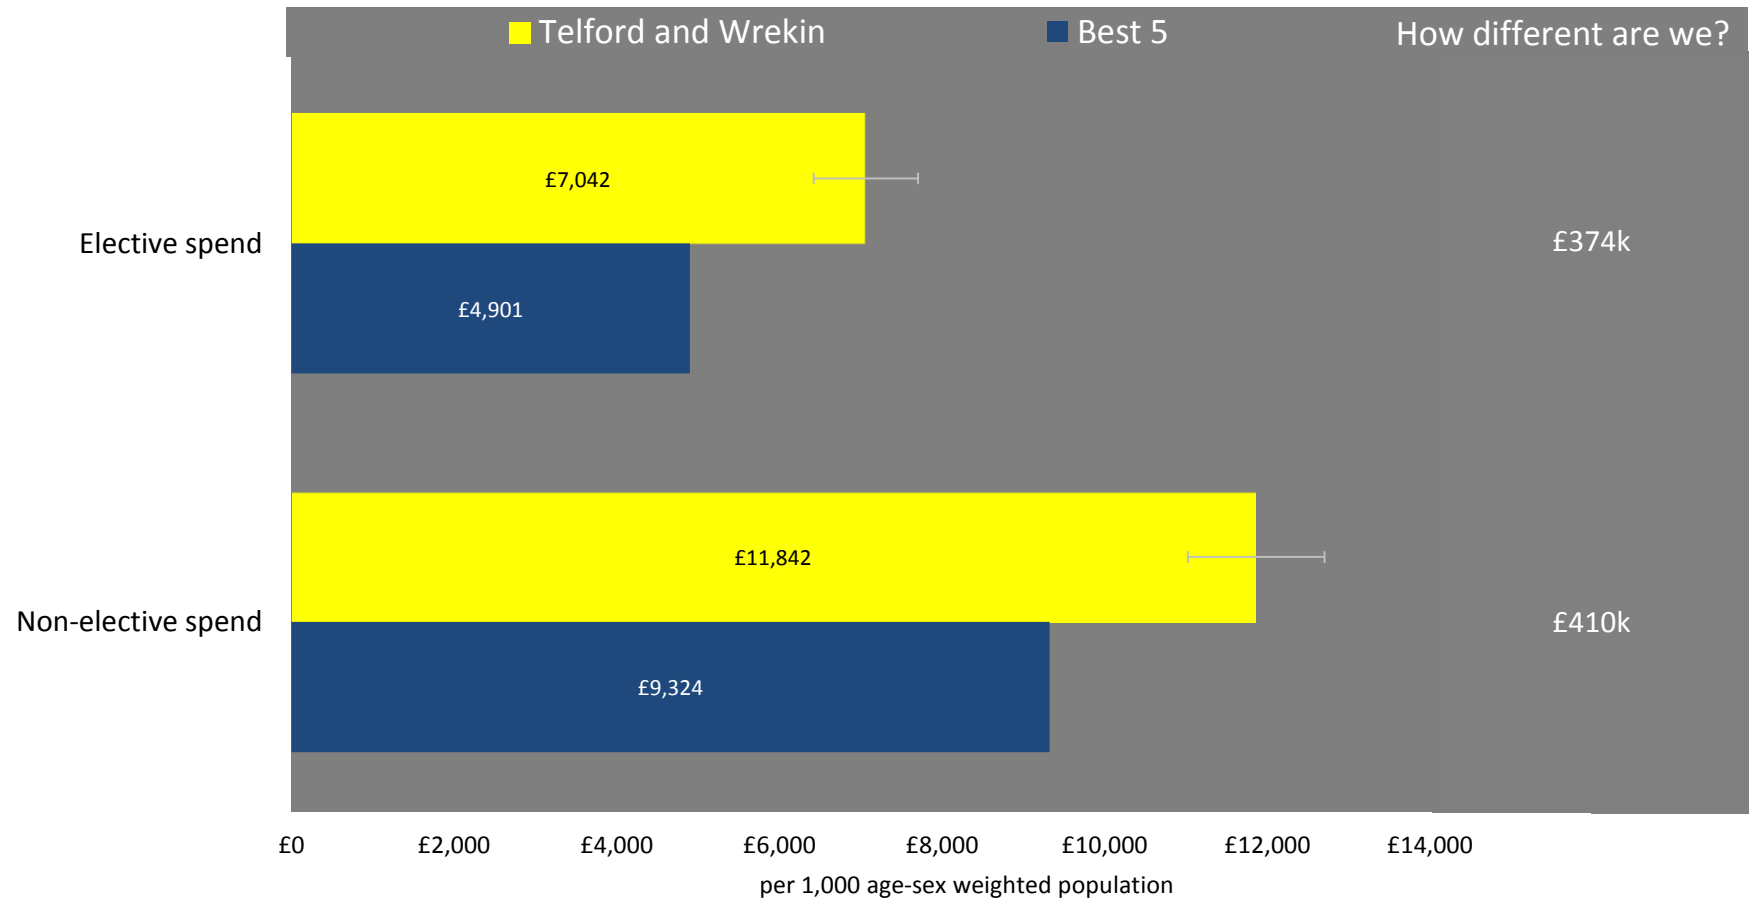 Telford and Wrekin
Best 5
How different are we?
Elective spend
£7,042
£4,901
£374k
Non-elective spend
£11,842
£9,324
£410k
£0 £2,000 £4,000 £6,000 £8,000 £10,000 £12,000 £14,000
per 1,000 age-sex weighted population